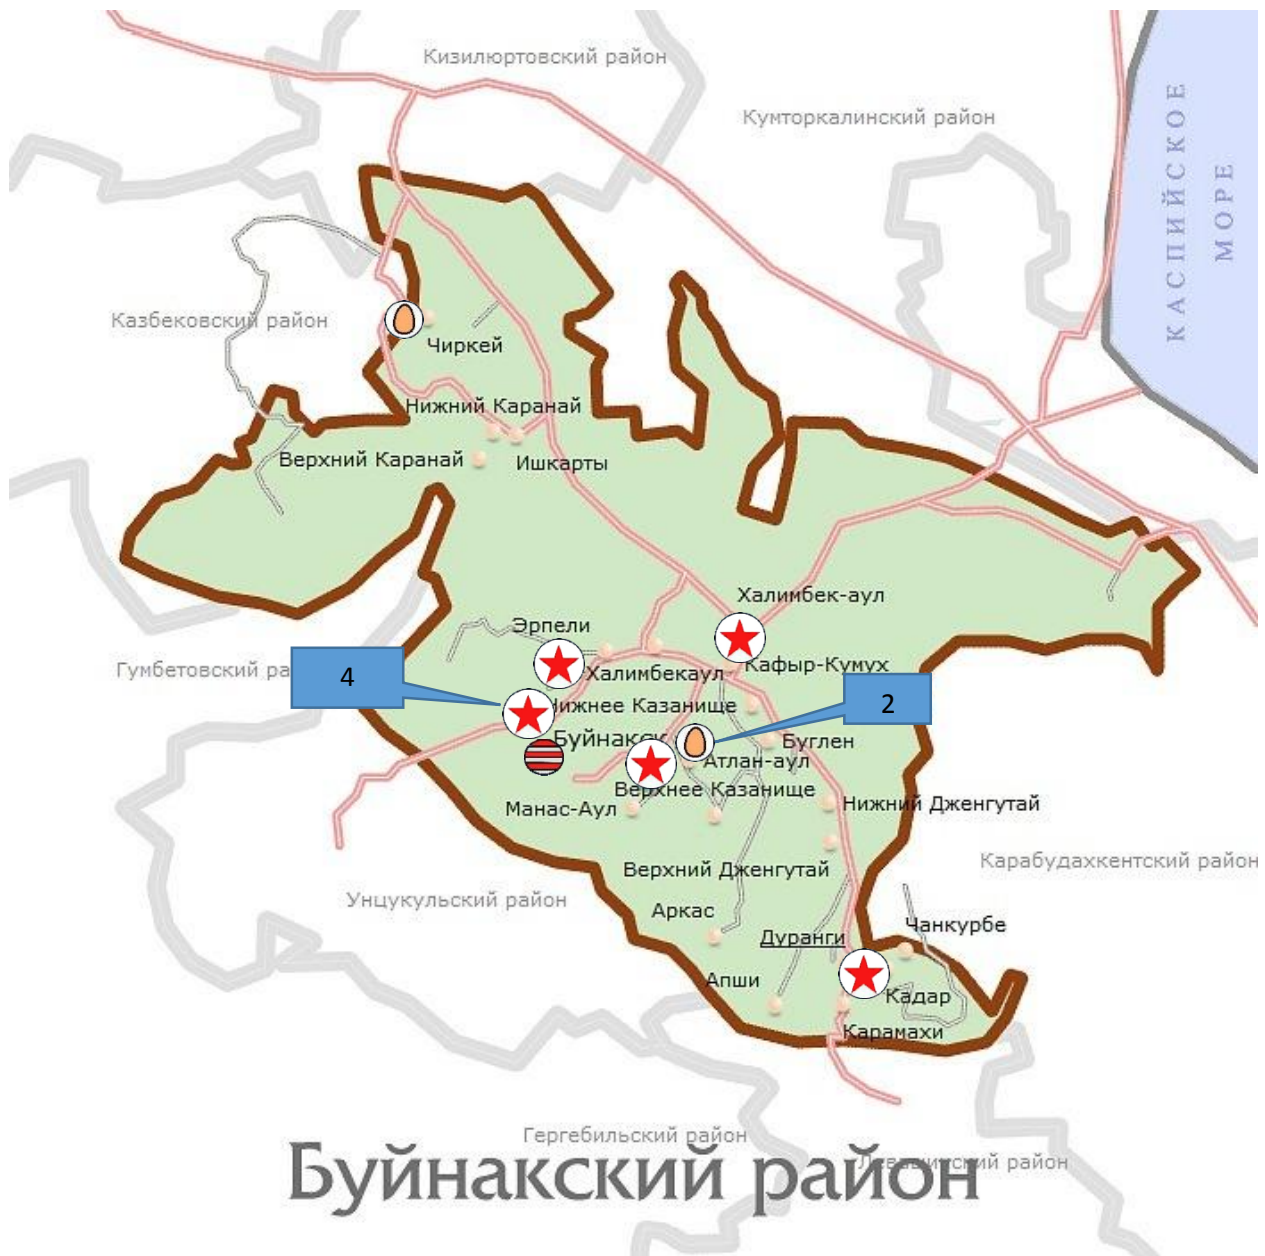 Кизилюртовский район
Кумторкалинский район
КАСПИЙСКОЕ
МОРЕ
Казбековский район
Чиркей
Нижний Каранай
Верхний Каранай
Ишкарты
Халимбек-аул
Эрпели
Гумбетовский ра
4
Халимбекаул
Кафыр-Кумух
2
Нижнее Казанище
Буйнакск
Буглен
Атлан-аул
Верхнее Казанище
Манас-Аул
Нижний Дженгутай
Карабудахкентский район
Верхний Дженгутай
Унцукульский район
Аркас
Чанкурбе
Дуранги
Апши
Кадар
Карамахи
Гергебильский район
Левашинский район
Буйнакский район